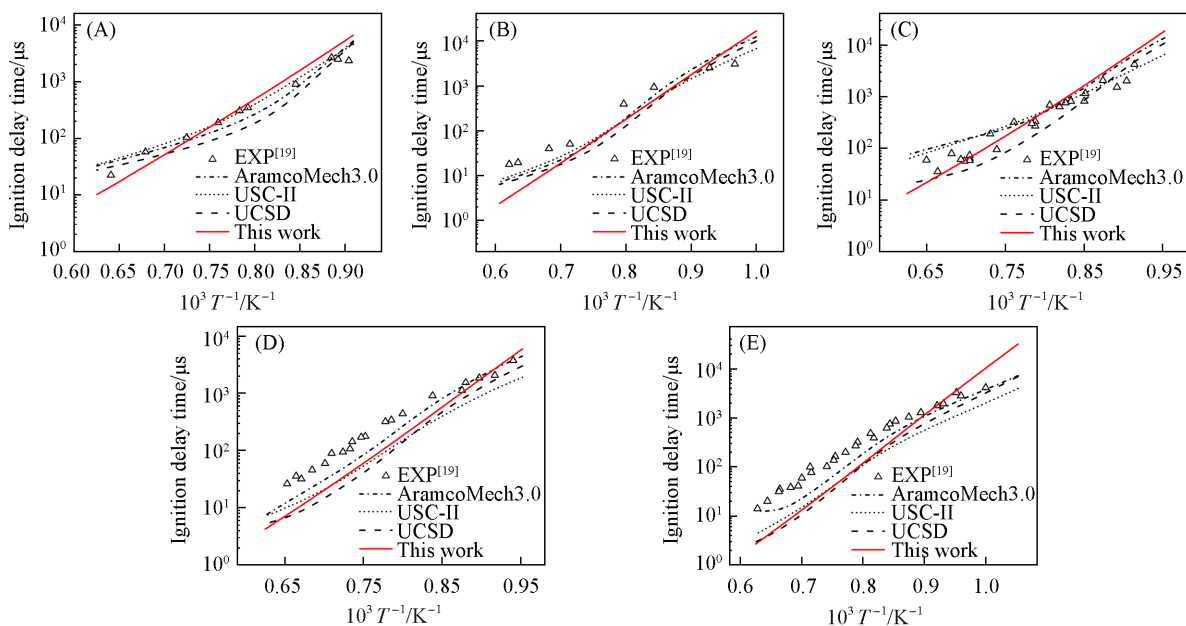 (A)
10⁴
10³
10²
10¹
10⁰
Ignition delay time/μs
EXP[19]
AramcoMech3.0
USC-II
UCSD
This work
0.60 0.65 0.70 0.75 0.80 0.85 0.90
10³ T⁻¹/K⁻¹
(B)
10⁴
10³
10²
10¹
10⁰
Ignition delay time/μs
EXP[19]
AramcoMech3.0
USC-II
UCSD
This work
0.6 0.7 0.8 0.9 1.0
10³ T⁻¹/K⁻¹
(C)
10⁴
10³
10²
10¹
10⁰
Ignition delay time/μs
EXP[19]
AramcoMech3.0
USC-II
UCSD
This work
0.65 0.75 0.85 0.95
10³ T⁻¹/K⁻¹
(D)
10⁴
10³
10²
10¹
10⁰
Ignition delay time/μs
EXP[19]
AramcoMech3.0
USC-II
UCSD
This work
0.65 0.75 0.85 0.95
10³ T⁻¹/K⁻¹
(E)
10⁴
10³
10²
10¹
10⁰
Ignition delay time/μs
EXP[19]
AramcoMech3.0
USC-II
UCSD
This work
0.6 0.7 0.8 0.9 1.0
10³ T⁻¹/K⁻¹